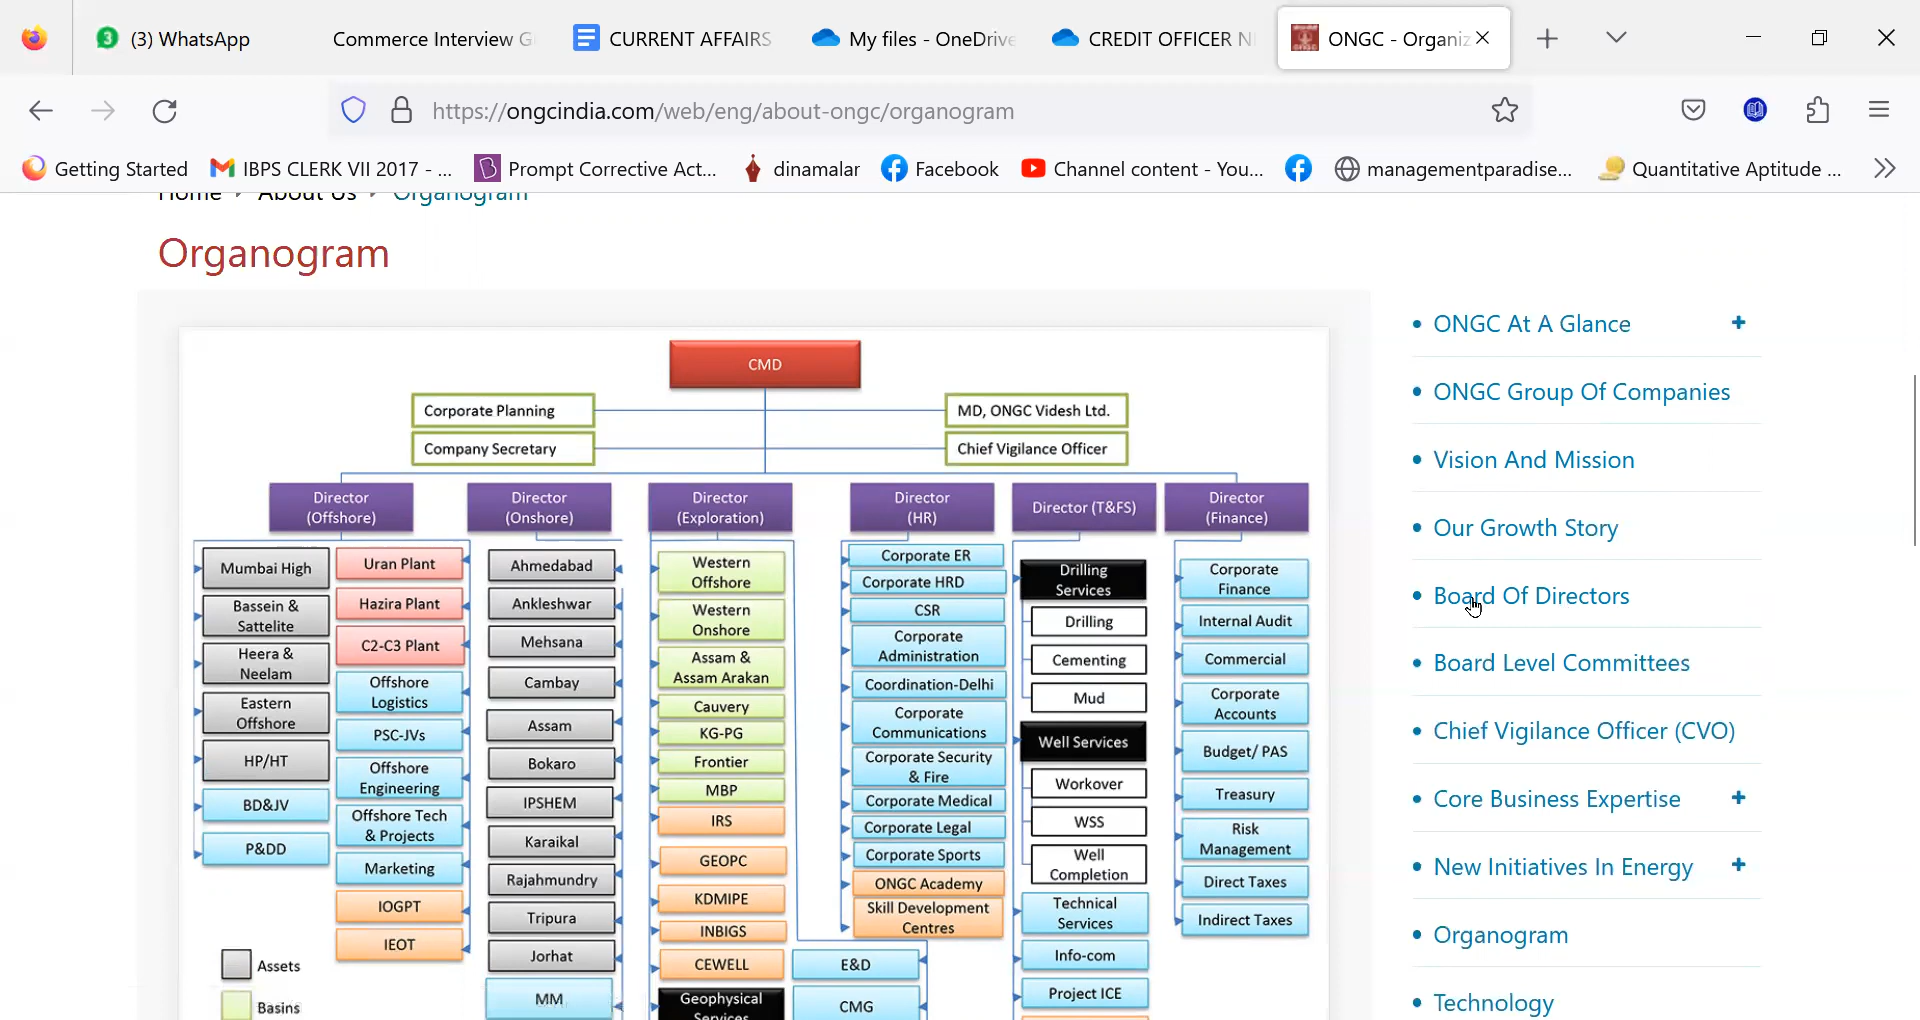 3
(3) WhatsApp
Commerce Interview G
CURRENT AFFAIRS
My files - OneDrive
CREDIT OFFICER N
ONGC - Organiz
https://ongcindia.com/web/eng/about-ongc/organogram
Getting Started
IBPS CLERK VII 2017 - ...
Prompt Corrective Act...
dinamalar
Facebook
Channel content - You...
managementparadise...
Quantitative Aptitude ...
Home
About Us
Organogram
Organogram
CMD
Corporate Planning
MD, ONGC Videsh Ltd.
Company Secretary
Chief Vigilance Officer
Director
(Offshore)
Director
(Onshore)
Director
(Exploration)
Director
(HR)
Director (T&FS)
Director
(Finance)
Mumbai High
Bassein &
Sattelite
Heera &
Neelam
Eastern
Offshore
HP/HT
BD&JV
P&DD
Uran Plant
Hazira Plant
C2-C3 Plant
Offshore
Logistics
PSC-JVs
Offshore
Engineering
Offshore Tech
& Projects
Marketing
IOGPT
IEOT
Ahmedabad
Ankleshwar
Mehsana
Cambay
Assam
Bokaro
IPSHEM
Karaikal
Rajahmundry
Tripura
Jorhat
MM
Western
Offshore
Western
Onshore
Assam &
Assam Arakan
Cauvery
KG-PG
Frontier
MBP
IRS
GEOPC
KDMIPE
INBIGS
CEWELL
Geophysical
Services
E&D
CMG
Corporate ER
Corporate HRD
CSR
Corporate
Administration
Coordination-Delhi
Corporate
Communications
Corporate Security
& Fire
Corporate Medical
Corporate Legal
Corporate Sports
ONGC Academy
Skill Development
Centres
Drilling
Services
Drilling
Cementing
Mud
Well Services
Workover
WSS
Well
Completion
Technical
Services
Info-com
Project ICE
Corporate
Finance
Internal Audit
Commercial
Corporate
Accounts
Budget/ PAS
Treasury
Risk
Management
Direct Taxes
Indirect Taxes
Assets
Basins
ONGC At A Glance +
ONGC Group Of Companies
Vision And Mission
Our Growth Story
Board Of Directors
Board Level Committees
Chief Vigilance Officer (CVO)
Core Business Expertise +
New Initiatives In Energy +
Organogram
Technology